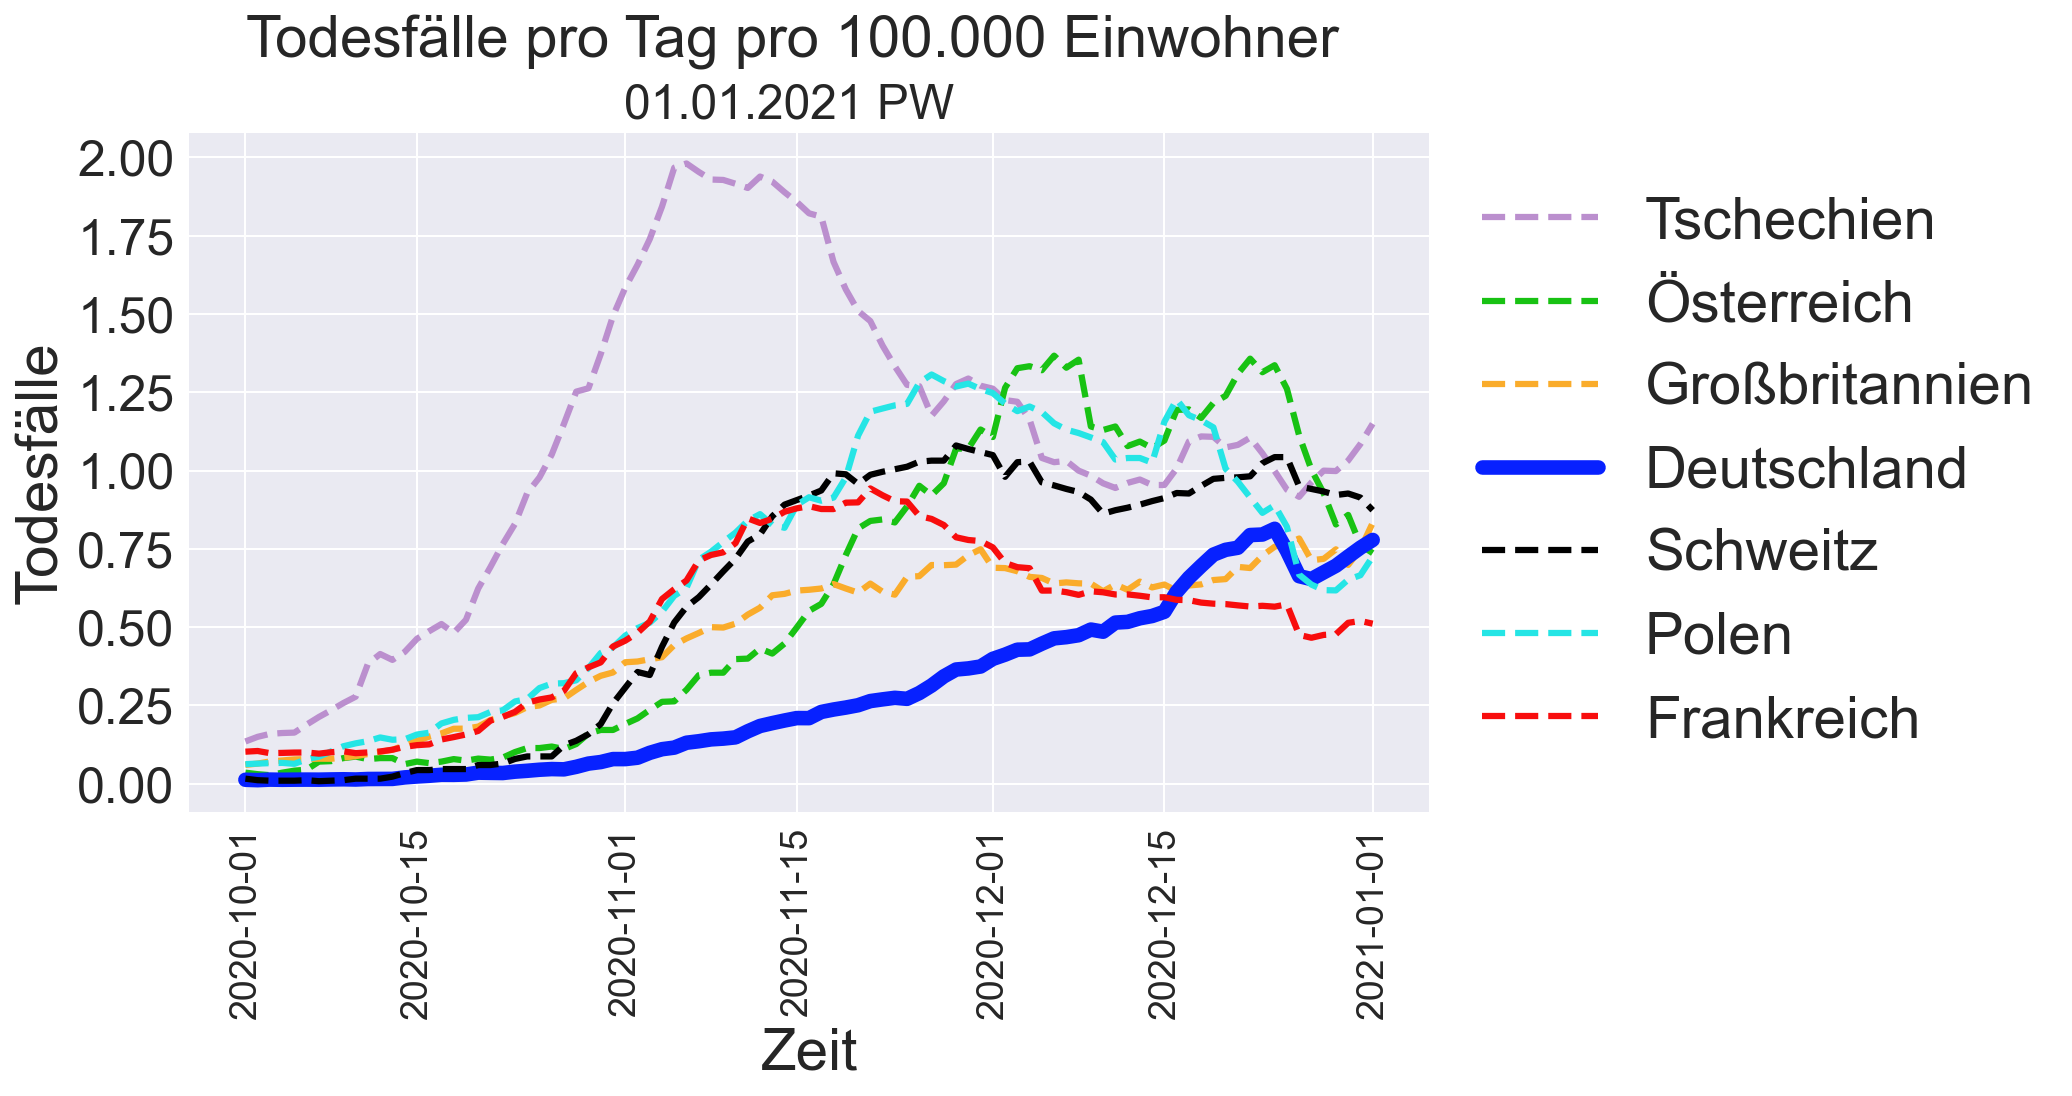 Todesfälle pro Tag pro 100.000 Einwohner
01.01.2021 PW
Todesfälle
2.00
1.75
1.50
1.25
1.00
0.75
0.50
0.25
0.00
2020-10-01
2020-10-15
2020-11-01
2020-11-15
2020-12-01
2020-12-15
2021-01-01
Zeit
Tschechien
Österreich
Großbritannien
Deutschland
Schweitz
Polen
Frankreich